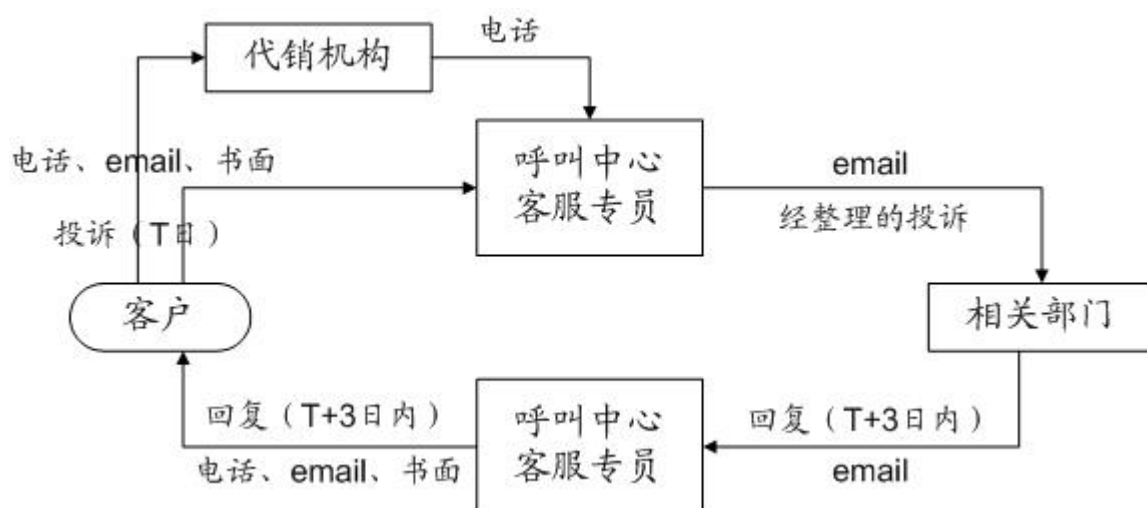 代销机构
电话
电话、email、书面
投诉（T日）
呼叫中心
客服专员
email
经整理的投诉
客户
相关部门
回复（T+3日内）
电话、email、书面
呼叫中心
客服专员
回复（T+3日内）
email